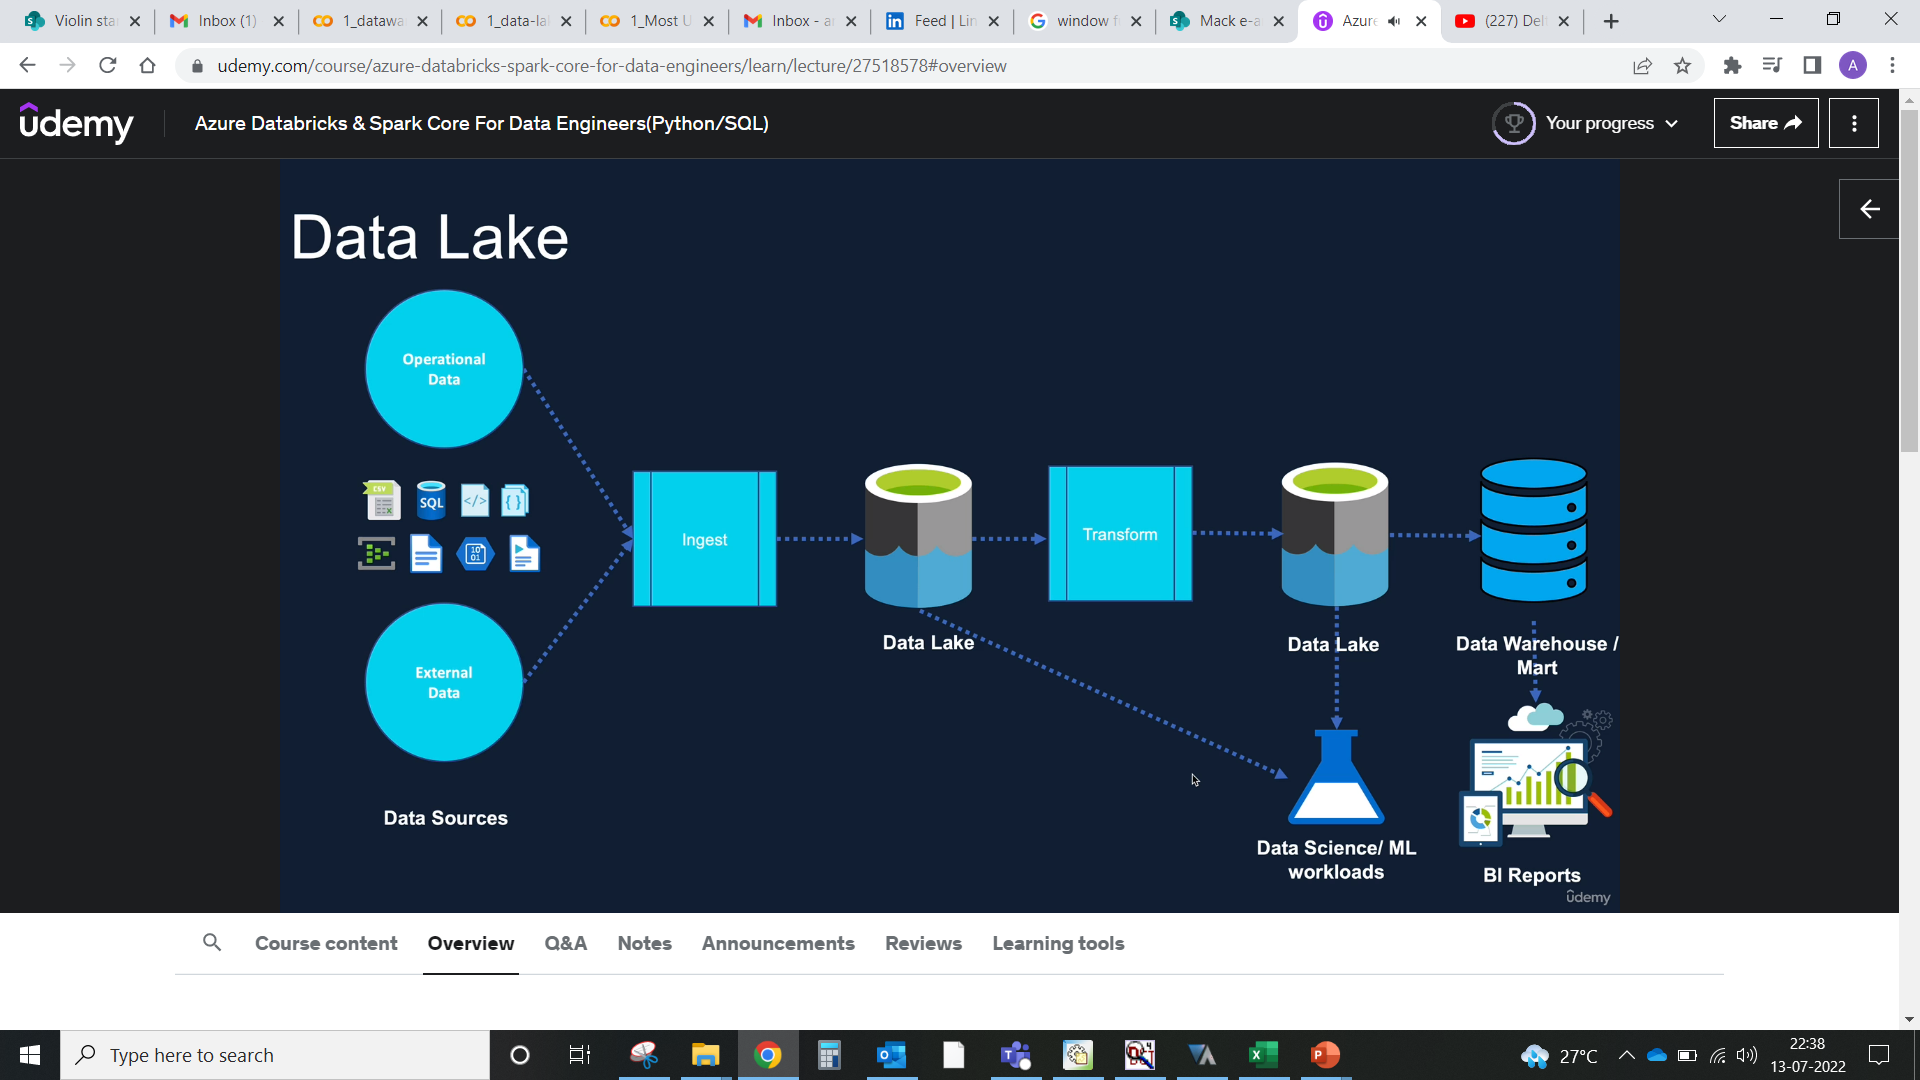 Violin sta
Inbox (1)
1_datawa
1_data-la
1_Most U
Inbox - a
Feed | Lin
window f
Mack e-a
Azure
(227) Del
udemy.com/course/azure-databricks-spark-core-for-data-engineers/learn/lecture/27518578#overview
A
udemy
Azure Databricks & Spark Core For Data Engineers(Python/SQL)
Your progress
Share
Data Lake
Operational
Data
CSV
SQL
</>
{ }
10
01
External
Data
Data Sources
Ingest
Data Lake
Transform
Data Lake
Data Warehouse /
Mart
Data Science/ ML
workloads
BI Reports
udemy
Course content
Overview
Q&A
Notes
Announcements
Reviews
Learning tools
Type here to search
27°C
22:38
13-07-2022